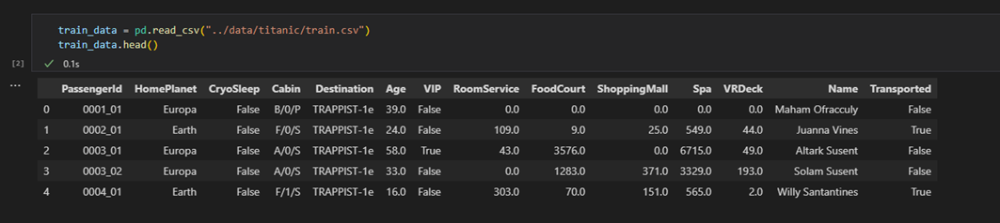 train_data = pd.read_csv("../data/titanic/train.csv")
train_data.head()
[2] ✓ 0.1s
...
PassengerId HomePlanet CryoSleep Cabin Destination Age VIP RoomService FoodCourt ShoppingMall Spa VRDeck Name Transported
0 0001_01 Europa False B/0/P TRAPPIST-1e 39.0 False 0.0 0.0 0.0 0.0 0.0 Maham Ofracculy False
1 0002_01 Earth False F/0/S TRAPPIST-1e 24.0 False 109.0 9.0 25.0 549.0 44.0 Juanna Vines True
2 0003_01 Europa False A/0/S TRAPPIST-1e 58.0 True 43.0 3576.0 0.0 6715.0 49.0 Altark Susent False
3 0003_02 Europa False A/0/S TRAPPIST-1e 33.0 False 0.0 1283.0 371.0 3329.0 193.0 Solam Susent False
4 0004_01 Earth False F/1/S TRAPPIST-1e 16.0 False 303.0 70.0 151.0 565.0 2.0 Willy Santantines True